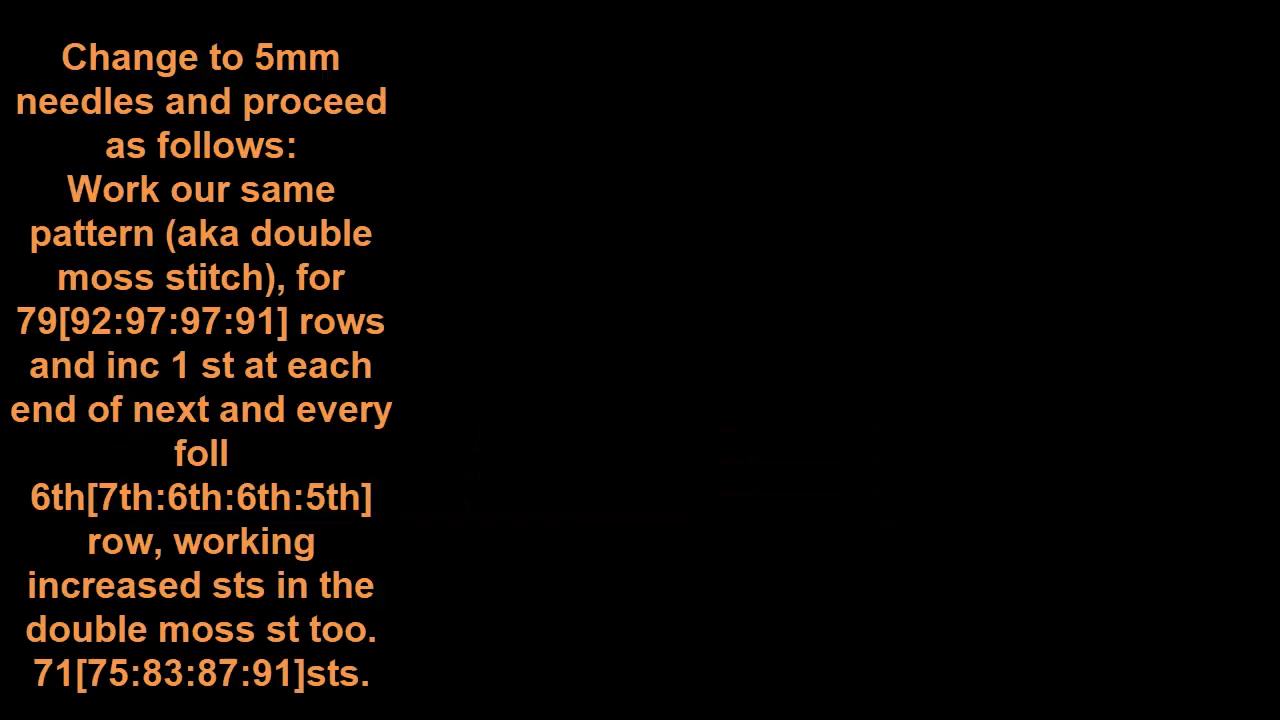 Change to 5mm
needles and proceed
as follows:
Work our same
pattern (aka double
moss stitch), for
79[92:97:97:91] rows
and inc 1 st at each
end of next and every
foll
6th[7th:6th:6th:5th]
row, working
increased sts in the
double moss st too.
71[75:83:87:91]sts.